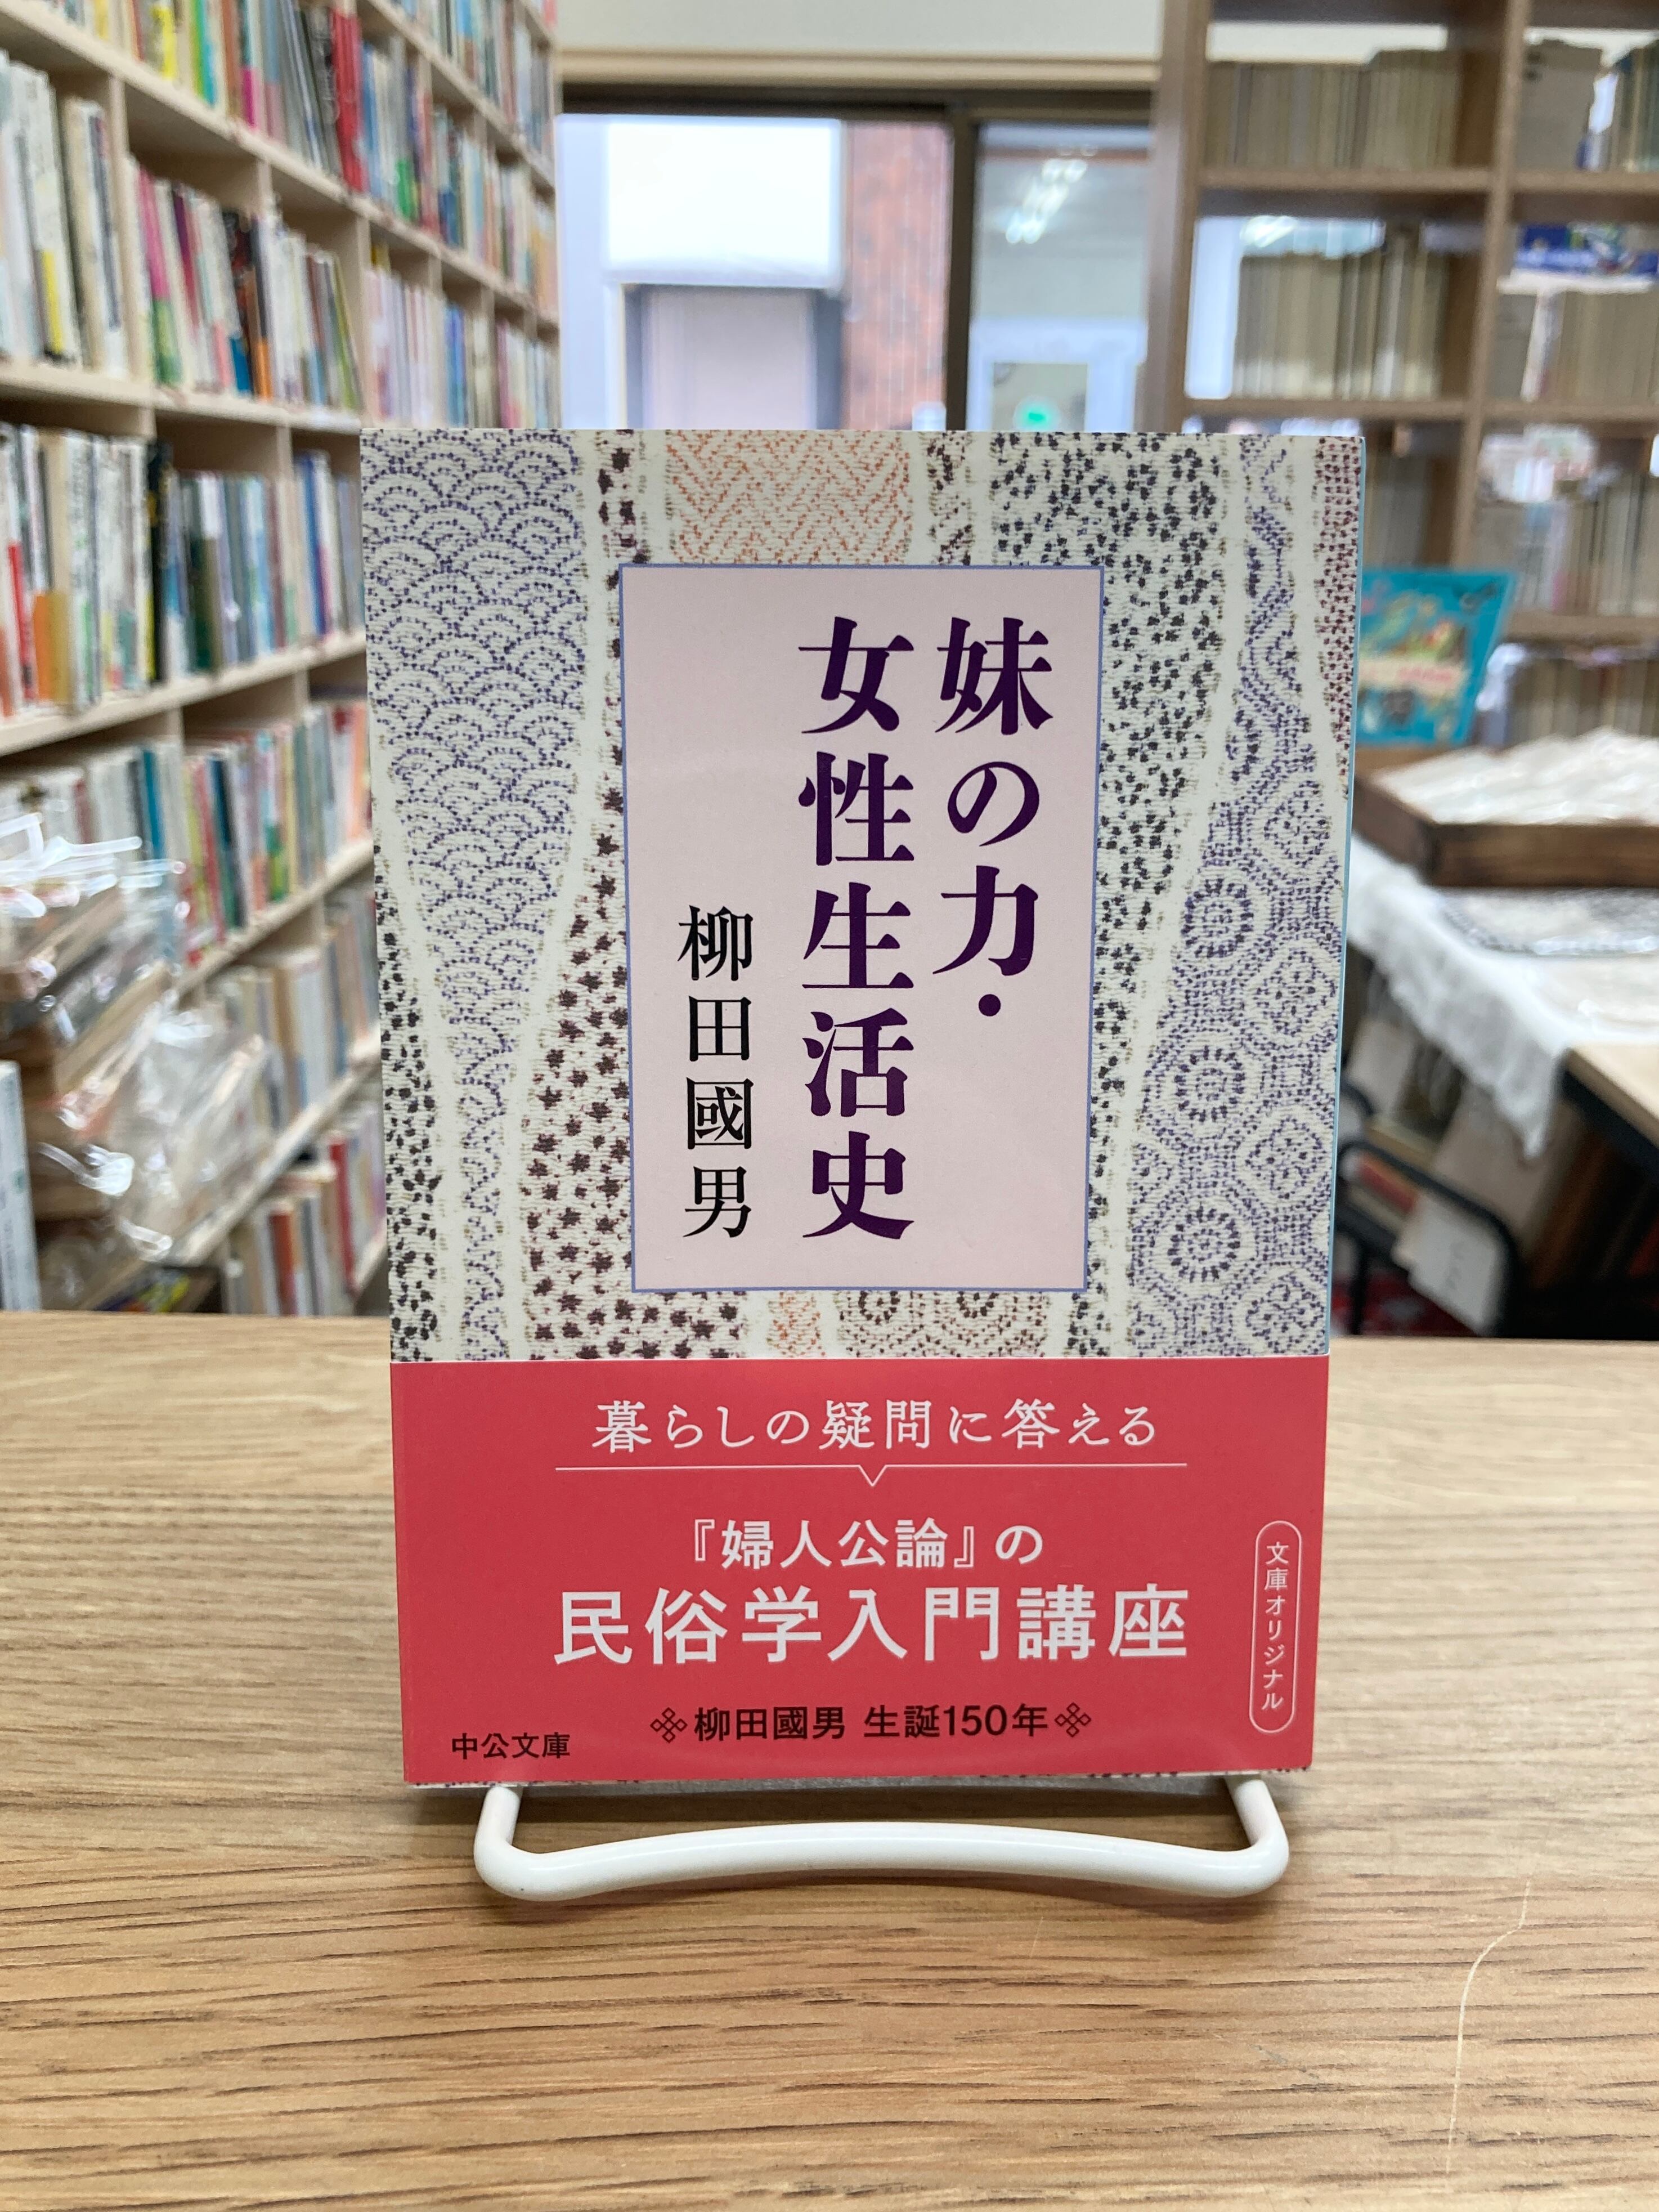 妹の力・
女性生活史
柳田國男
暮らしの疑問に答える
『婦人公論』の
民俗学入門講座
柳田國男 生誕150年
中公文庫
文庫オリジナル